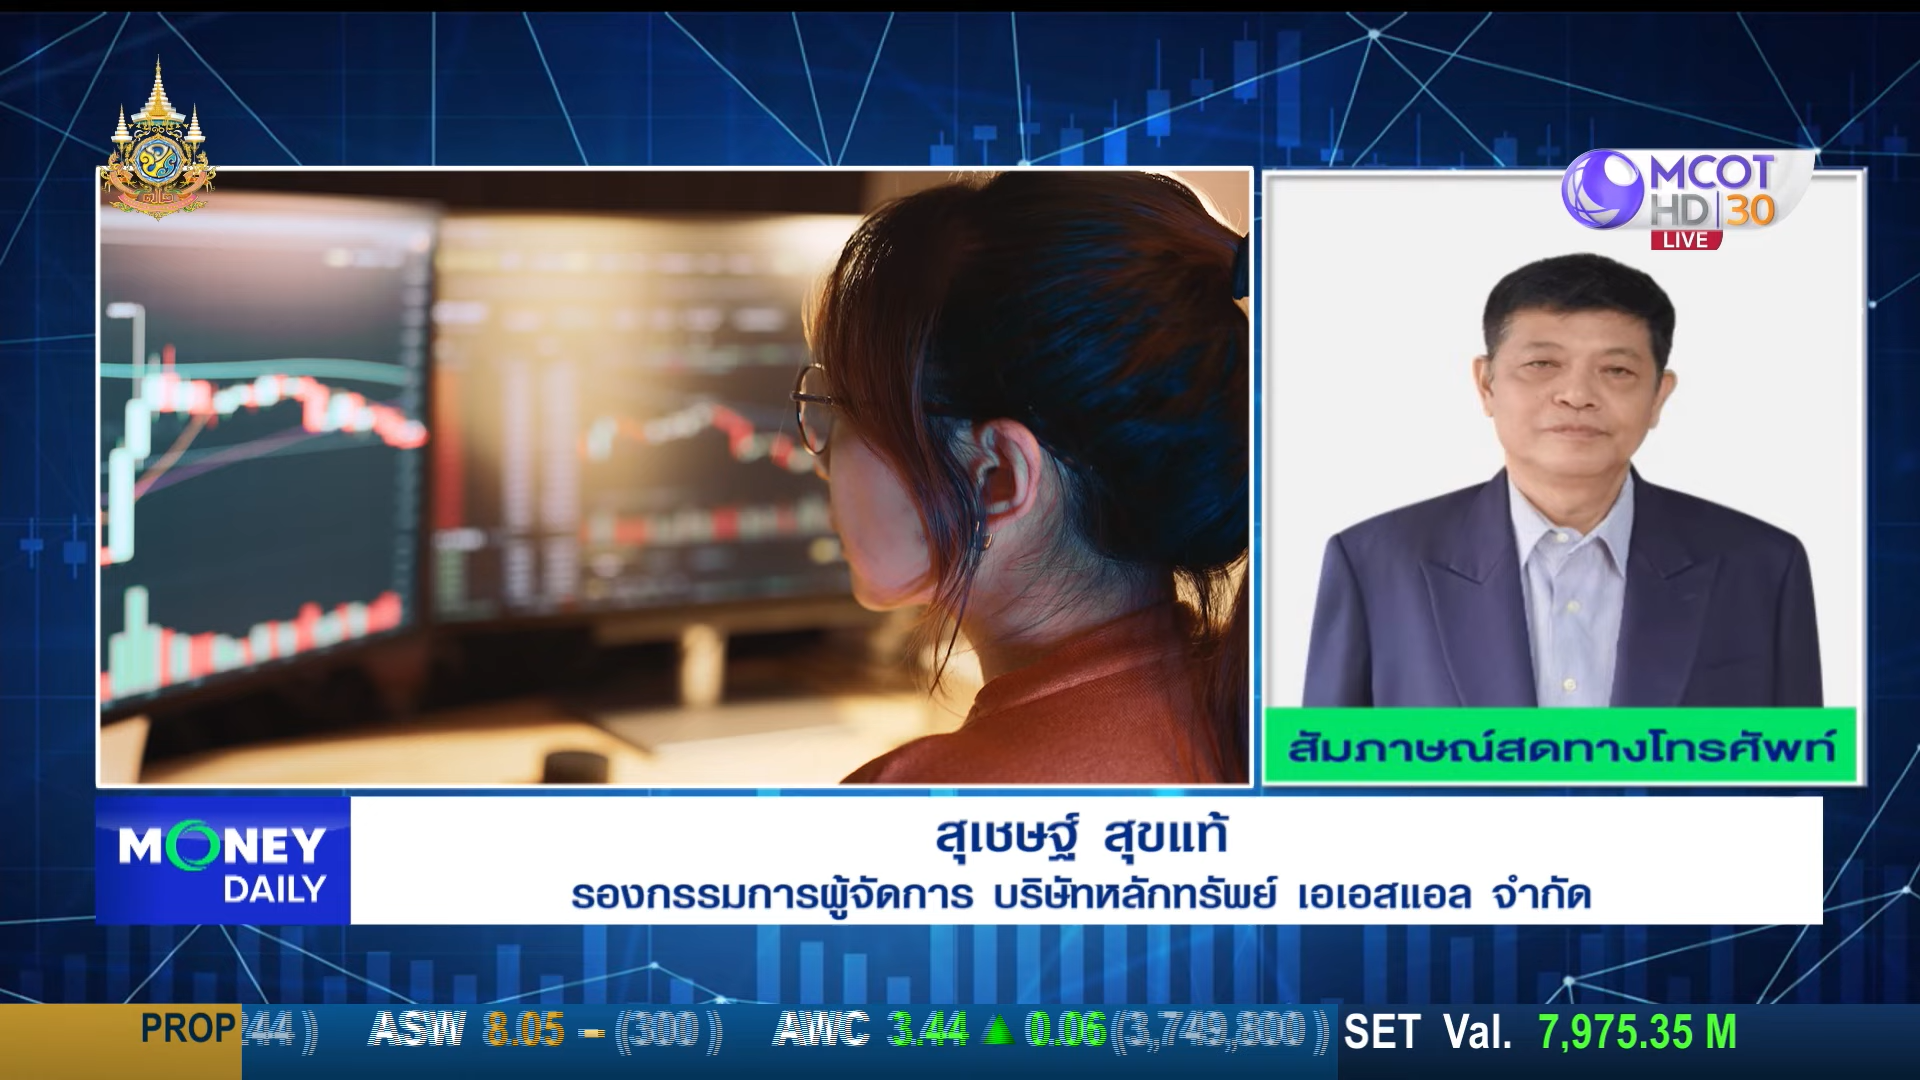 MCOT
HD 30
LIVE
สัมภาษณ์สดทางโทรศัพท์
MONEY
DAILY
สุเชษฐ์ สุขแท้
รองกรรมการผู้จัดการ บริษัทหลักทรัพย์ เอเอสแอล จำกัด
PROP 44 ) ASW 8.05 – (300 ) AWC 3.44 ▲ 0.06 (3,749,800 ) SET Val. 7,975.35 M